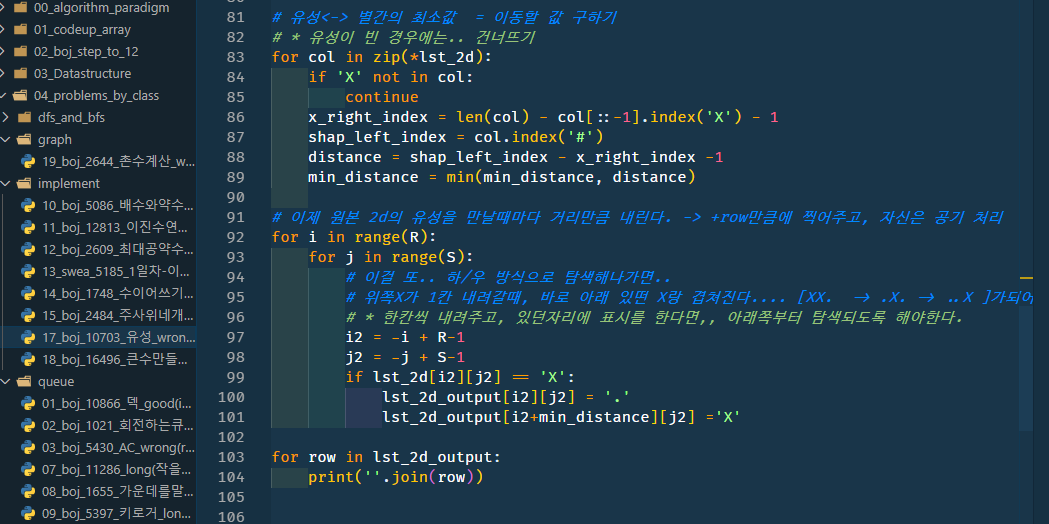 00_algorithm_paradigm
01_codeup_array
02_boj_step_to_12
03_Datastructure
04_problems_by_class
dfs_and_bfs
graph
19_boj_2644_촌수계산_w...
implement
10_boj_5086_배수와약수...
11_boj_12813_이진수연...
12_boj_2609_최대공약수...
13_swea_5185_1일차-이...
14_boj_1748_수이어쓰기...
15_boj_2484_주사위네개...
17_boj_10703_유성_wron...
18_boj_16496_큰수만들...
queue
01_boj_10866_덱_good(i...
02_boj_1021_회전하는큐...
03_boj_5430_AC_wrong(r...
07_boj_11286_long(작을...
08_boj_1655_가운데를말...
09_boj_5397_키로거_lon...
81 # 유성<-> 별간의 최소값  = 이동할 값 구하기
82 # * 유성이 빈 경우에는.. 건너뜨기
83 for col in zip(*lst_2d):
84     if 'X' not in col:
85         continue
86     x_right_index = len(col) - col[::-1].index('X') - 1
87     shap_left_index = col.index('#')
88     distance = shap_left_index - x_right_index -1
89     min_distance = min(min_distance, distance)
90
91 # 이제 원본 2d의 유성을 만날때마다 거리만큼 내린다. -> +row만큼에 찍어주고, 자신은 공기 처리
92 for i in range(R):
93     for j in range(S):
94         # 이걸 또.. 하/우 방식으로 탐색해나가면..
95         # 위쪽X가 1칸 내려갈때, 바로 아래 있떤 X랑 겹쳐진다.... [XX.  -> .X. -> ..X ]가되어
96         # * 한칸씩 내려주고, 있던자리에 표시를 한다면,, 아래쪽부터 탐색되도록 해야한다.
97         i2 = -i + R-1
98         j2 = -j + S-1
99         if lst_2d[i2][j2] == 'X':
100             lst_2d_output[i2][j2] = '.'
101             lst_2d_output[i2+min_distance][j2] ='X'
102
103 for row in lst_2d_output:
104     print(''.join(row))
105
106